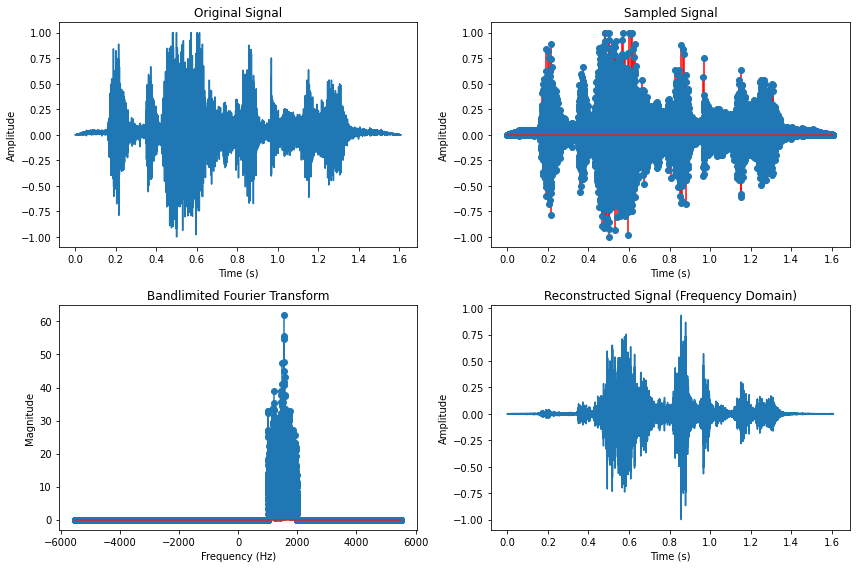 Original Signal
1.00
0.75
0.50
0.25
0.00
−0.25
−0.50
−0.75
−1.00
Amplitude
0.0 0.2 0.4 0.6 0.8 1.0 1.2 1.4 1.6
Time (s)
Sampled Signal
1.00
0.75
0.50
0.25
0.00
−0.25
−0.50
−0.75
−1.00
Amplitude
0.0 0.2 0.4 0.6 0.8 1.0 1.2 1.4 1.6
Time (s)
Bandlimited Fourier Transform
60
50
40
30
20
10
0
Magnitude
−6000 −4000 −2000 0 2000 4000 6000
Frequency (Hz)
Reconstructed Signal (Frequency Domain)
1.00
0.75
0.50
0.25
0.00
−0.25
−0.50
−0.75
−1.00
Amplitude
0.0 0.2 0.4 0.6 0.8 1.0 1.2 1.4 1.6
Time (s)